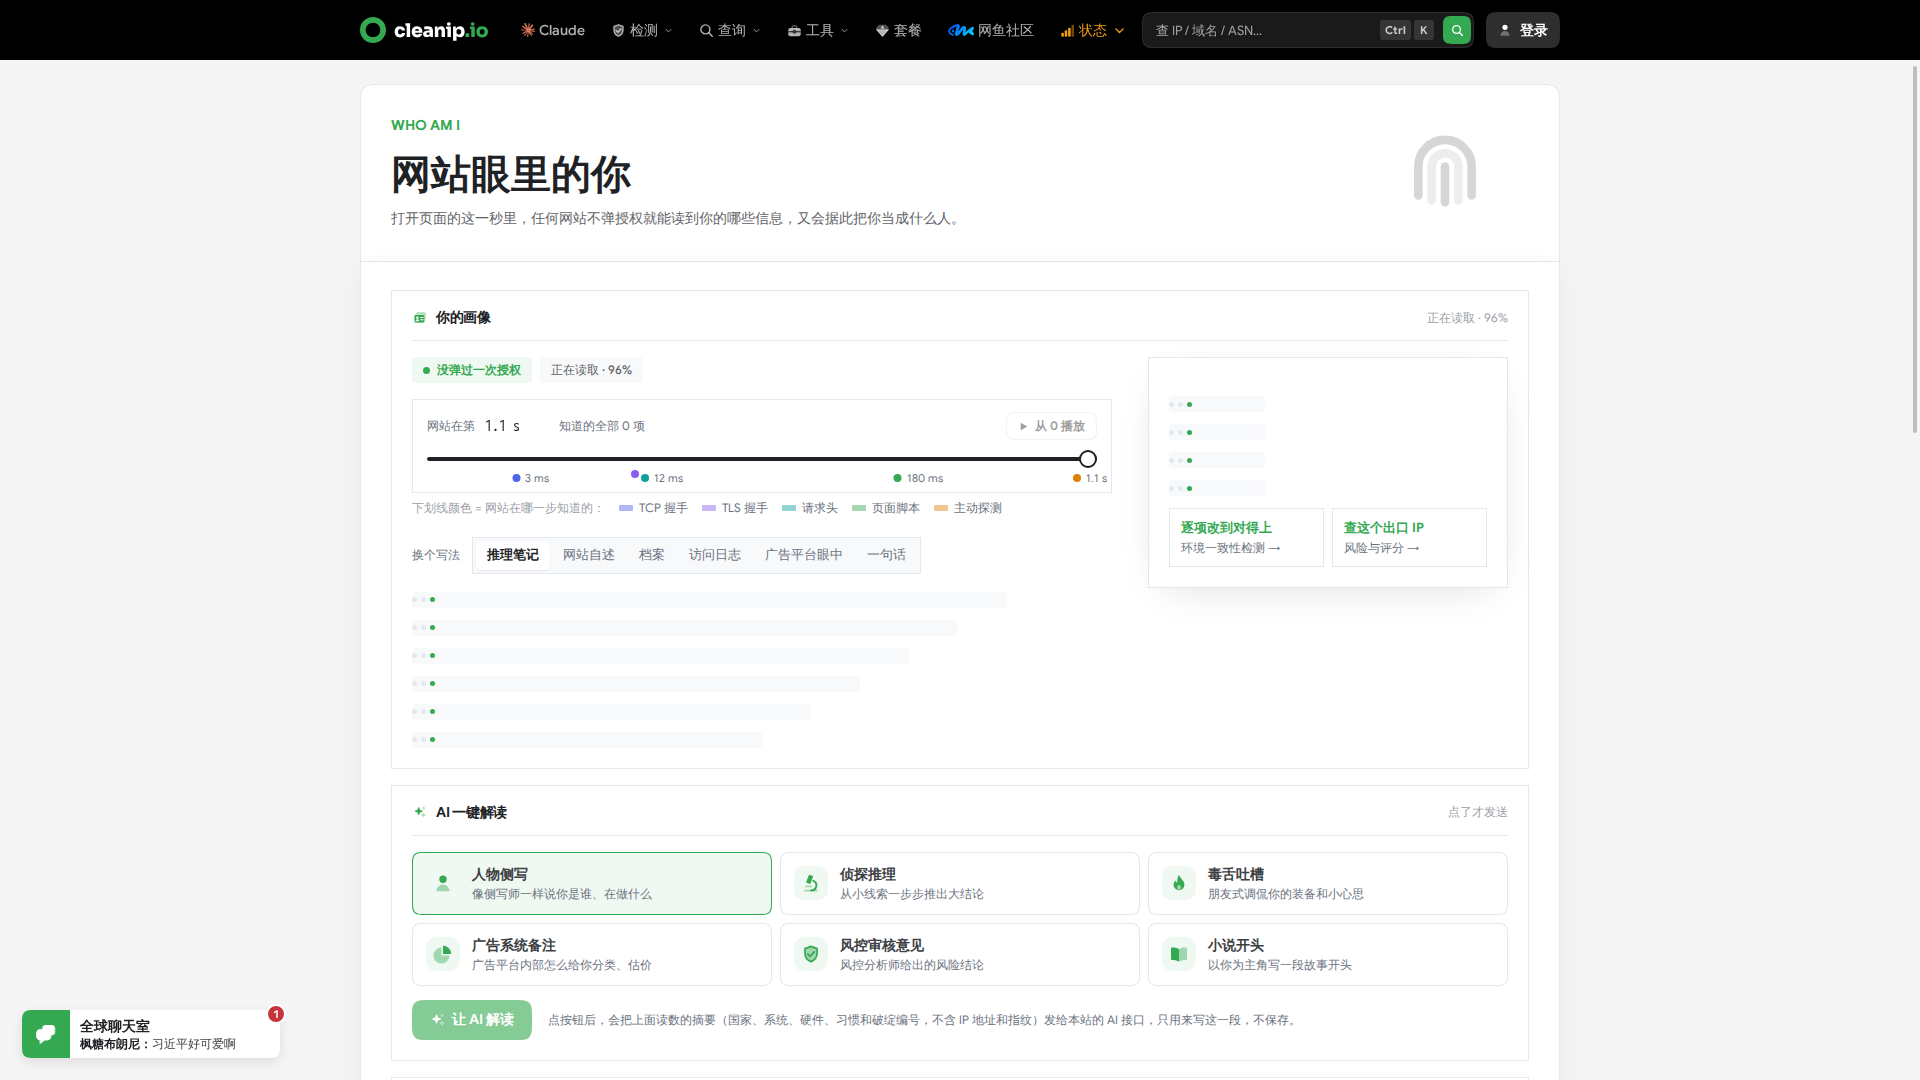 cleanip.io
Claude
检测
查询
工具
套餐
网鱼社区
状态
查 IP / 域名 / ASN...
Ctrl K
登录
WHO AM I
网站眼里的你
打开页面的这一秒里，任何网站不弹授权就能读到你的哪些信息，又会据此把你当成什么人。
你的画像
正在读取 · 96%
没弹过一次授权
正在读取 · 96%
网站在第 1.1 s 知道的全部 0 项
从 0 播放
3 ms
12 ms
180 ms
1.1 s
下划线颜色 = 网站在哪一步知道的：
TCP 握手
TLS 握手
请求头
页面脚本
主动探测
换个写法
推理笔记
网站自述
档案
访问日志
广告平台眼中
一句话
逐项改到对得上
环境一致性检测 →
查这个出口 IP
风险与评分 →
AI 一键解读
点了才发送
人物侧写
像侧写师一样说你是谁、在做什么
侦探推理
从小线索一步步推出大结论
毒舌吐槽
朋友式调侃你的装备和小心思
广告系统备注
广告平台内部怎么给你分类、估价
风控审核意见
风控分析师给出的风险结论
小说开头
以你为主角写一段故事开头
让 AI 解读
点按钮后，会把上面读数的摘要（国家、系统、硬件、习惯和破绽编号，不含 IP 地址和指纹）发给本站的 AI 接口，只用来写这一段，不保存。
全球聊天室
1
枫糖布朗尼：习近平好可爱啊